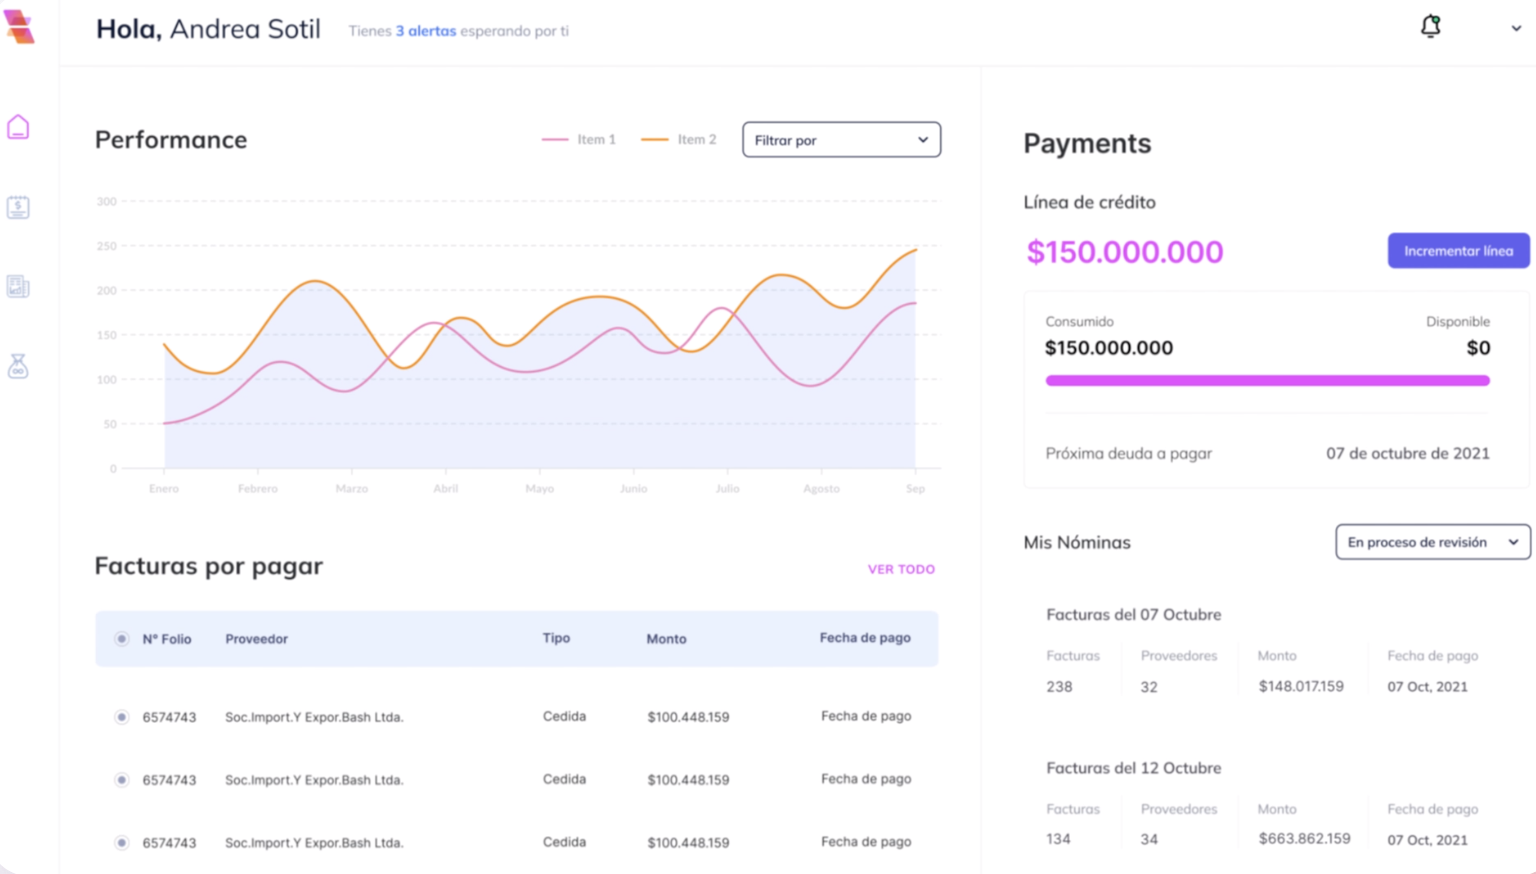 Hola, Andrea Sotil
Tienes 3 alertas esperando por ti
Performance
Item 1
Item 2
Filtrar por
300
250
200
150
100
50
0
Enero Febrero Marzo Abril Mayo Junio Julio Agosto Sep
Facturas por pagar
VER TODO
Nº Folio Proveedor Tipo Monto Fecha de pago
6574743 Soc.Import.Y Expor.Bash Ltda. Cedida $100.448.159 Fecha de pago
6574743 Soc.Import.Y Expor.Bash Ltda. Cedida $100.448.159 Fecha de pago
6574743 Soc.Import.Y Expor.Bash Ltda. Cedida $100.448.159 Fecha de pago
Payments
Línea de crédito
$150.000.000
Incrementar línea
Consumido Disponible
$150.000.000 $0
Próxima deuda a pagar 07 de octubre de 2021
Mis Nóminas
En proceso de revisión
Facturas del 07 Octubre
Facturas Proveedores Monto Fecha de pago
238 32 $148.017.159 07 Oct, 2021
Facturas del 12 Octubre
Facturas Proveedores Monto Fecha de pago
134 34 $663.862.159 07 Oct, 2021